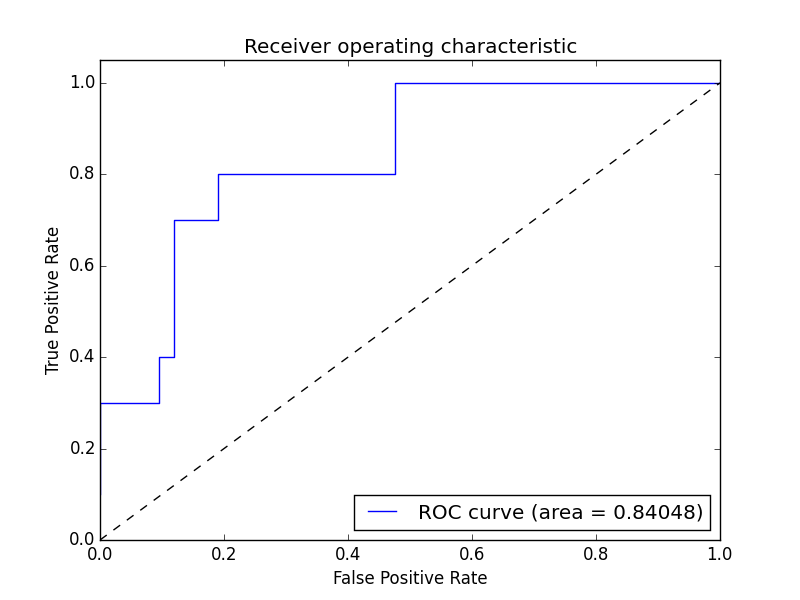 Receiver operating characteristic
True Positive Rate
1.0
0.8
0.6
0.4
0.2
0.0
ROC curve (area = 0.84048)
0.0 0.2 0.4 0.6 0.8 1.0
False Positive Rate